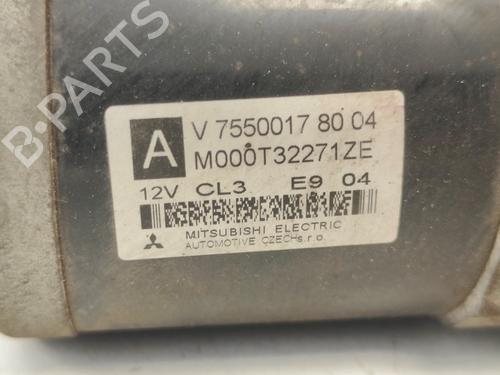 B-PARTS
A
V 7550017 80 04
M000T32271ZE
12V CL3 E9 04
MITSUBISHI ELECTRIC
AUTOMOTIVE CZECH s.r.o.